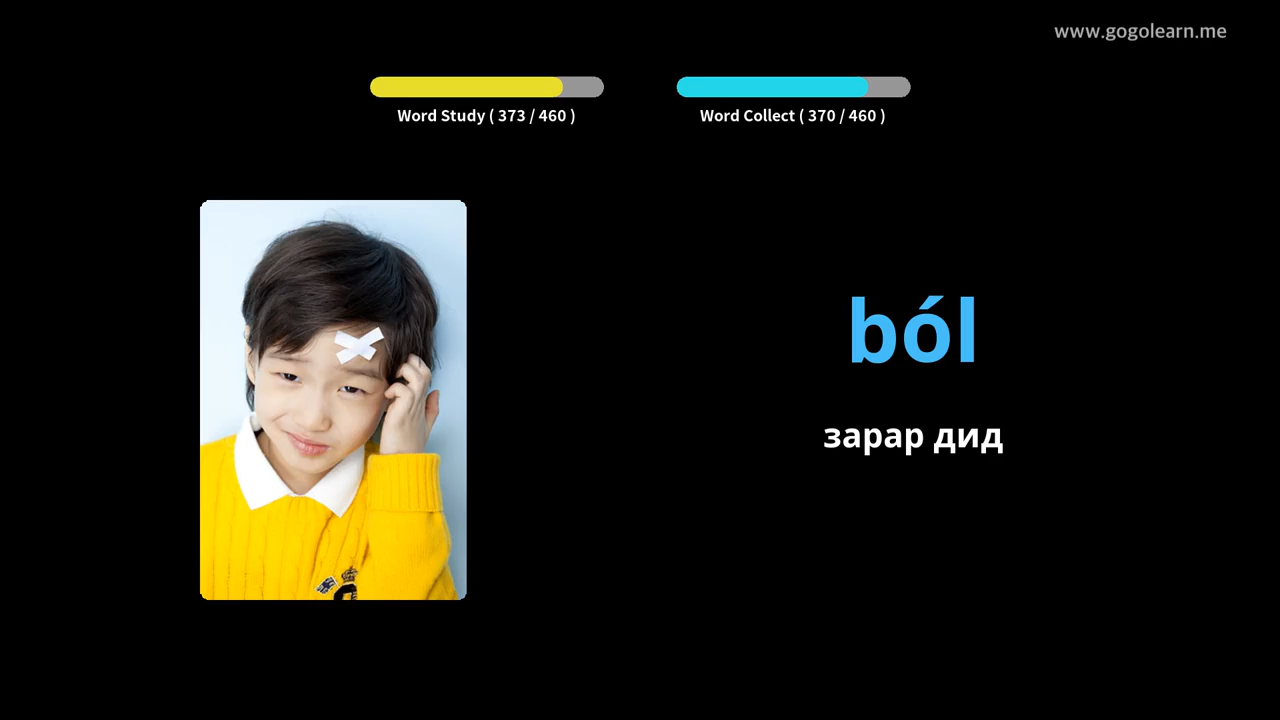 www.gogolearn.me
Word Study ( 373 / 460 )
Word Collect ( 370 / 460 )
ból
зарар дид